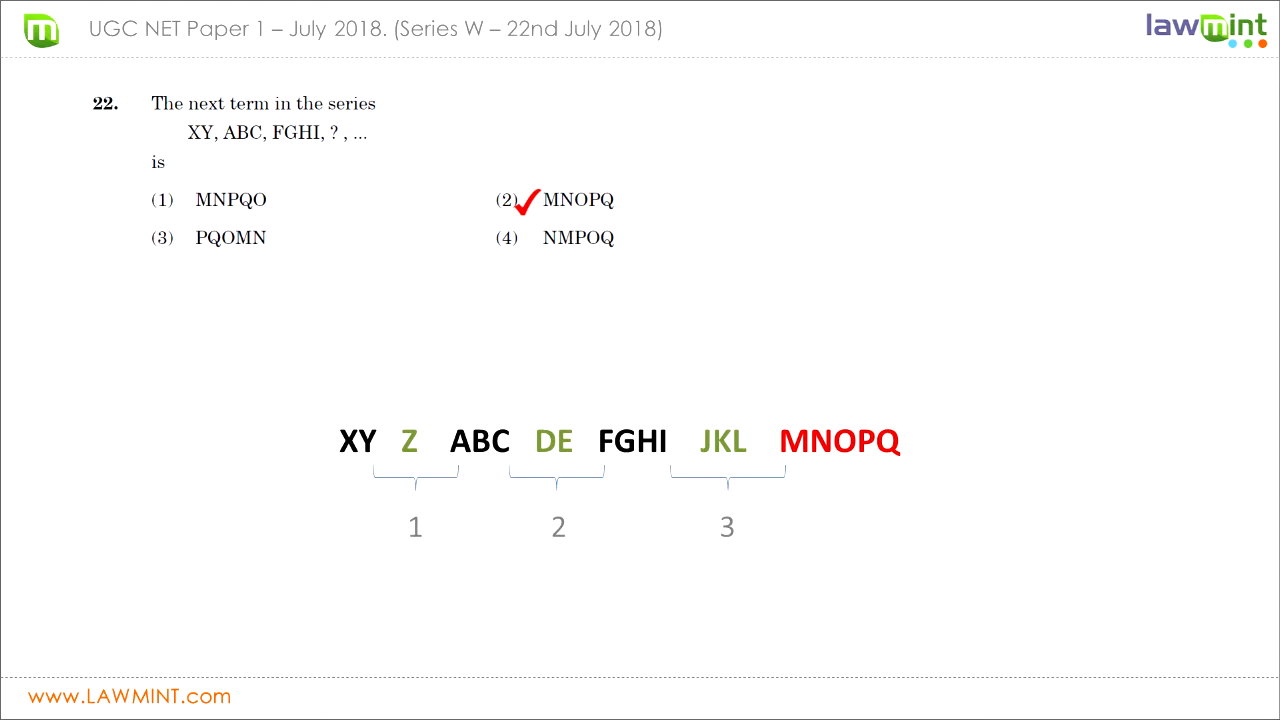 m UGC NET Paper 1 – July 2018. (Series W – 22nd July 2018) lawmint
22. The next term in the series
XY, ABC, FGHI, ? , ...
is
(1) MNPQO (2) MNOPQ
(3) PQOMN (4) NMPOQ
XY Z ABC DE FGHI JKL MNOPQ
1 2 3
www.LAWMINT.com